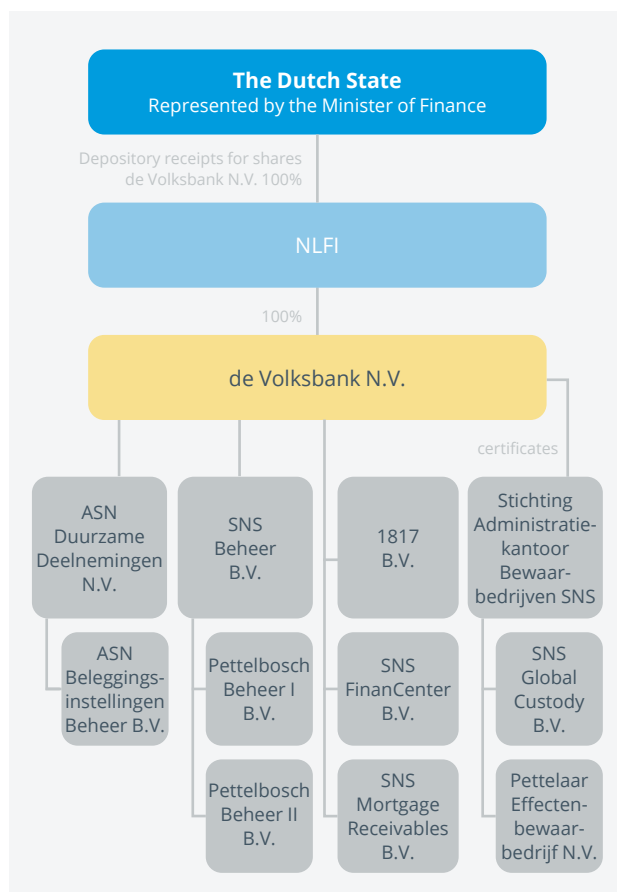 The Dutch State
Represented by the Minister of Finance
Depository receipts for shares
de Volksbank N.V. 100%
NLFI
100%
de Volksbank N.V.
certificates
ASN
Duurzame
Deelnemingen
N.V.
SNS
Beheer
B.V.
1817
B.V.
Stichting
Administratie-
kantoor
Bewaar-
bedrijven SNS
ASN
Beleggings-
instellingen
Beheer B.V.
Pettelbosch
Beheer I
B.V.
SNS
FinanCenter
B.V.
SNS
Global
Custody
B.V.
Pettelbosch
Beheer II
B.V.
SNS
Mortgage
Receivables
B.V.
Pettelaar
Effecten-
bewaar-
bedrijf N.V.